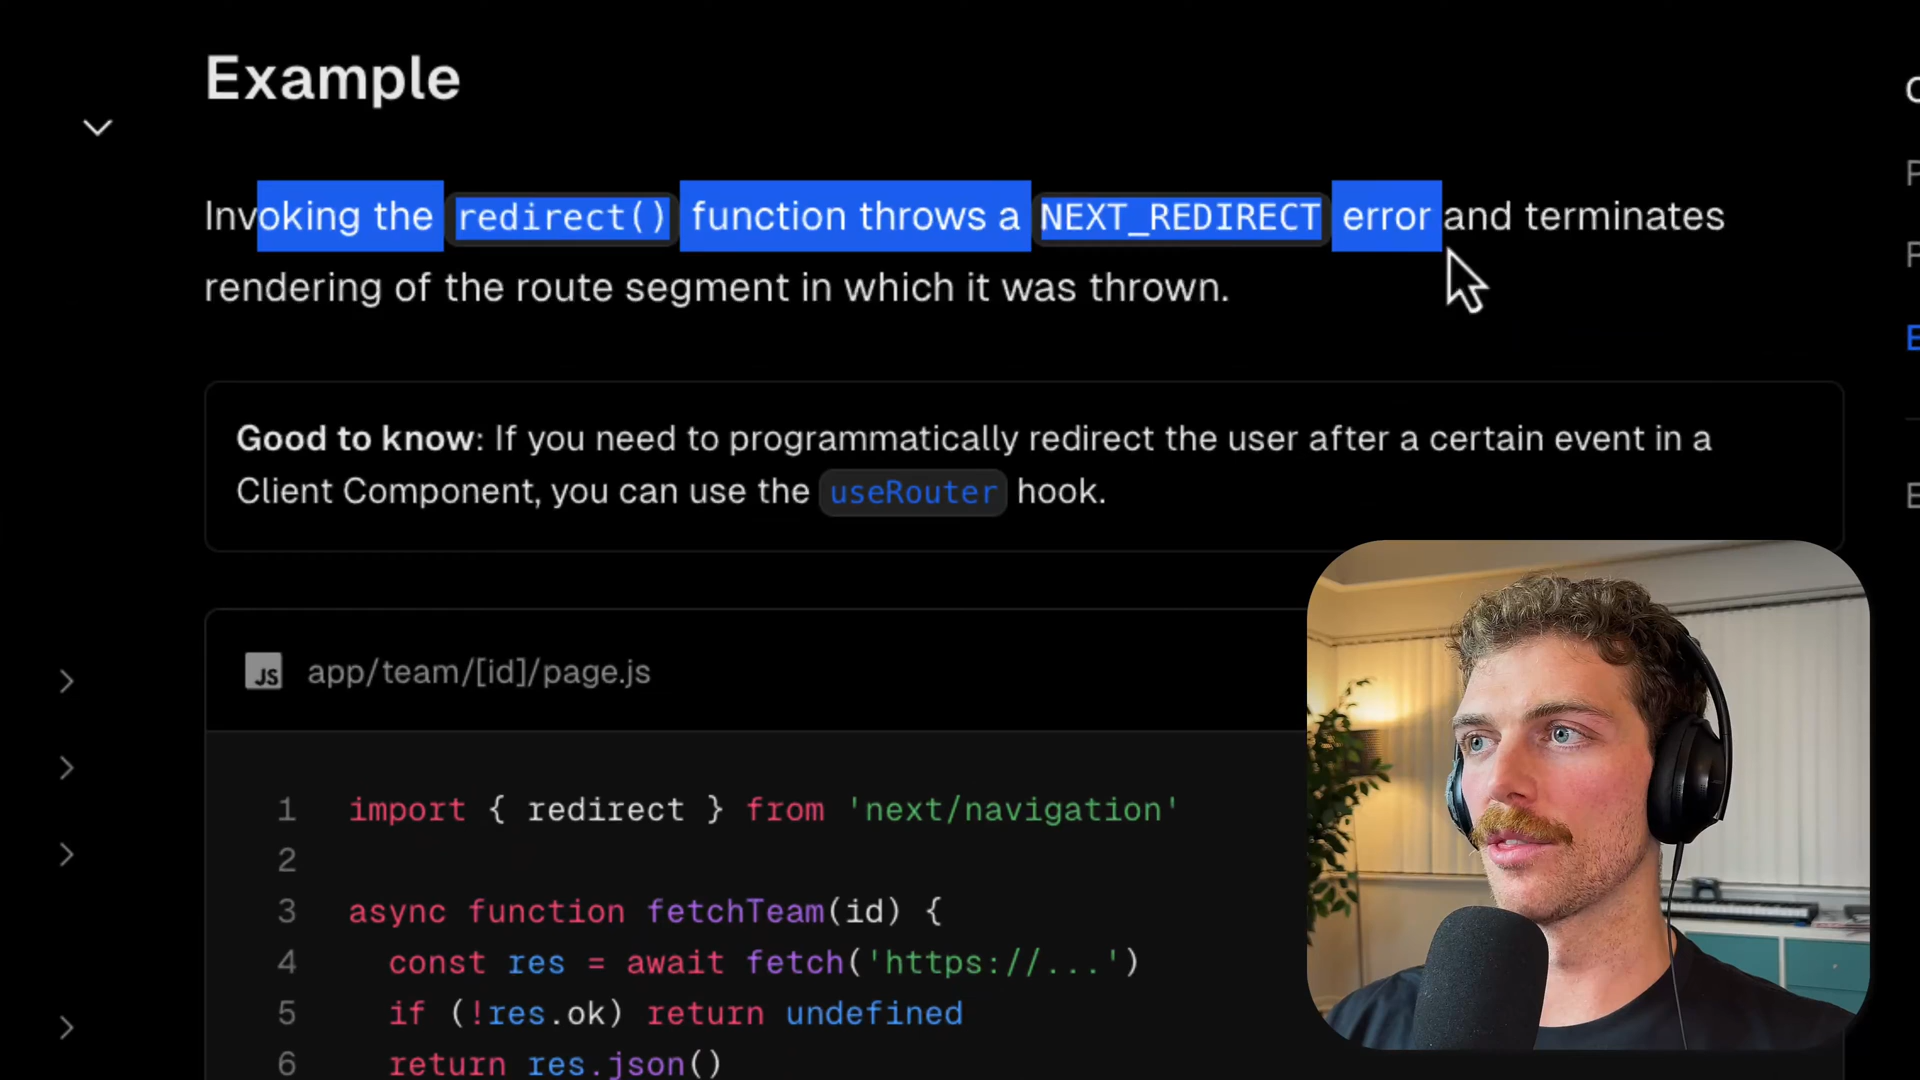 Example
Invoking the redirect() function throws a NEXT_REDIRECT error and terminates
rendering of the route segment in which it was thrown.
Good to know: If you need to programmatically redirect the user after a certain event in a
Client Component, you can use the useRouter hook.
JS app/team/[id]/page.js
1 import { redirect } from 'next/navigation'
2
3 async function fetchTeam(id) {
4 const res = await fetch('https://...')
5 if (!res.ok) return undefined
6 return res.json()